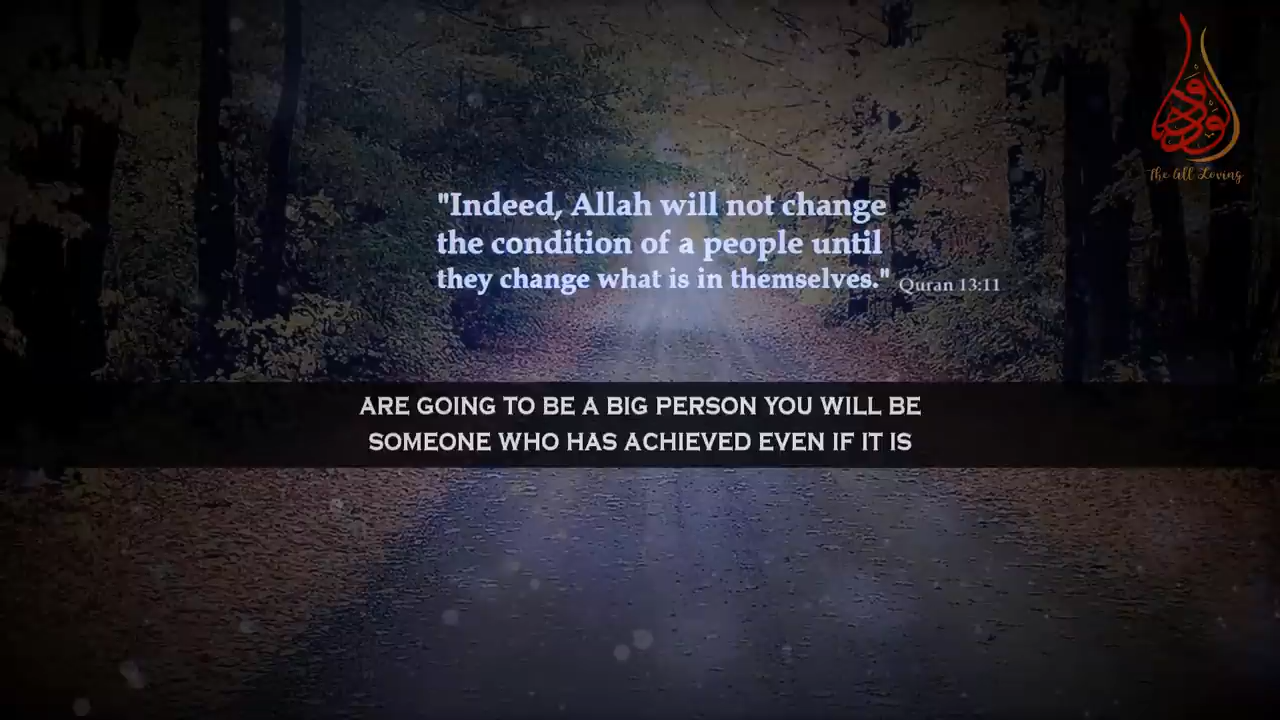 "Indeed, Allah will not change
the condition of a people until
they change what is in themselves." Quran 13:11
ARE GOING TO BE A BIG PERSON YOU WILL BE
SOMEONE WHO HAS ACHIEVED EVEN IF IT IS
The All Loving